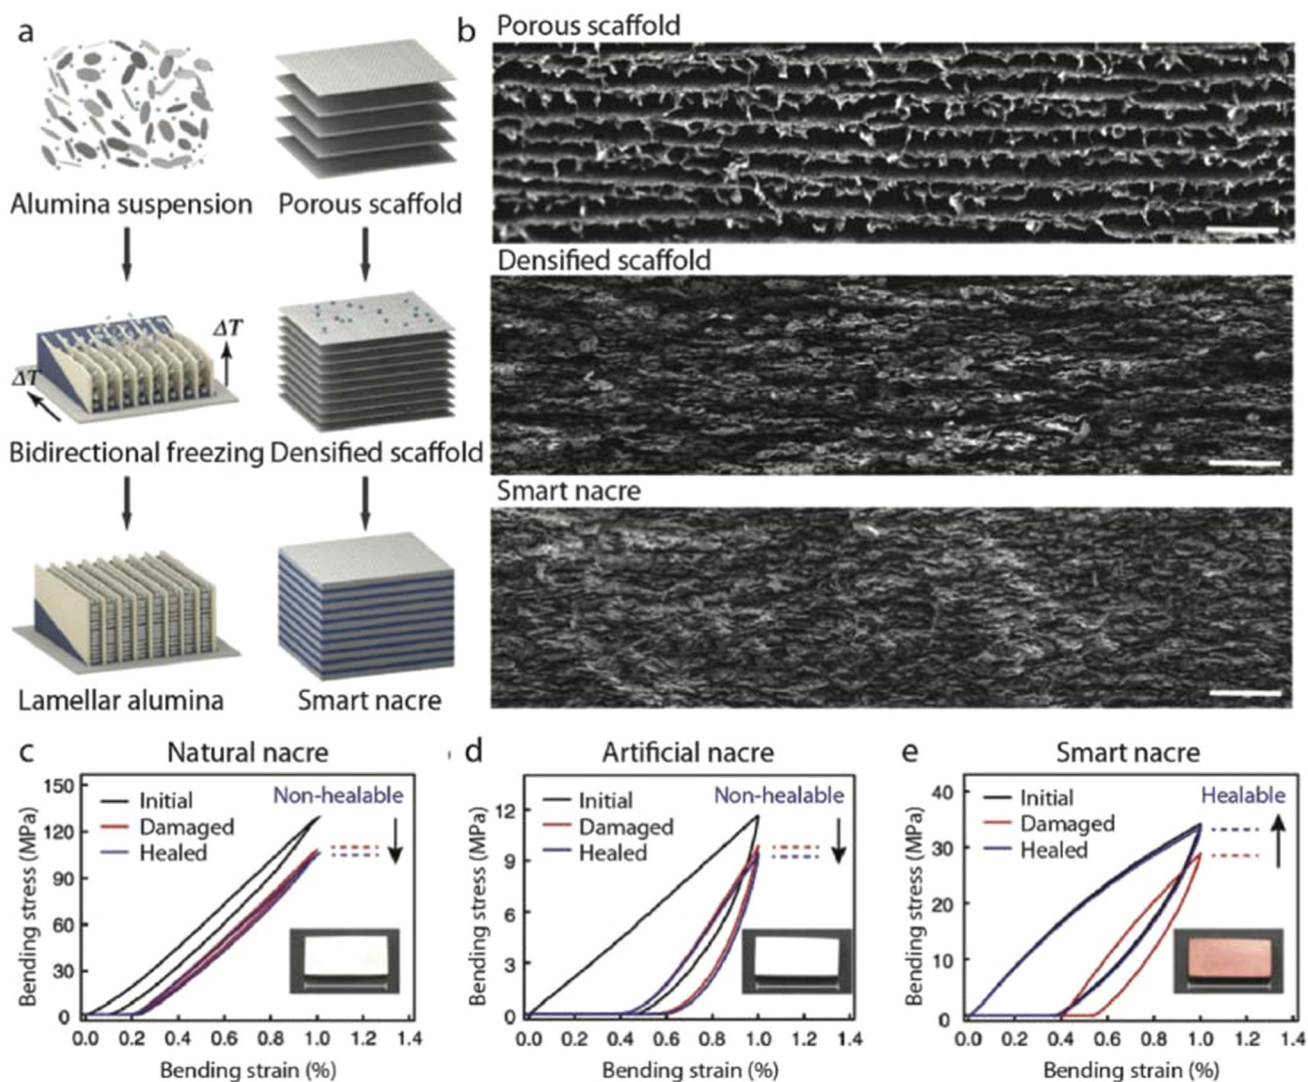 a
Alumina suspension
Porous scaffold
ΔT
ΔT
Bidirectional freezing
Densified scaffold
Lamellar alumina
Smart nacre
b
Porous scaffold
Densified scaffold
Smart nacre
c
Natural nacre
Bending stress (MPa)
150
120
90
60
30
0
Initial
Damaged
Healed
Non-healable
0.0 0.2 0.4 0.6 0.8 1.0 1.2 1.4
Bending strain (%)
d
Artificial nacre
Bending stress (MPa)
12
9
6
3
0
Initial
Damaged
Healed
Non-healable
0.0 0.2 0.4 0.6 0.8 1.0 1.2 1.4
Bending strain (%)
e
Smart nacre
Bending stress (MPa)
40
30
20
10
0
Initial
Damaged
Healed
Healable
0.0 0.2 0.4 0.6 0.8 1.0 1.2 1.4
Bending strain (%)